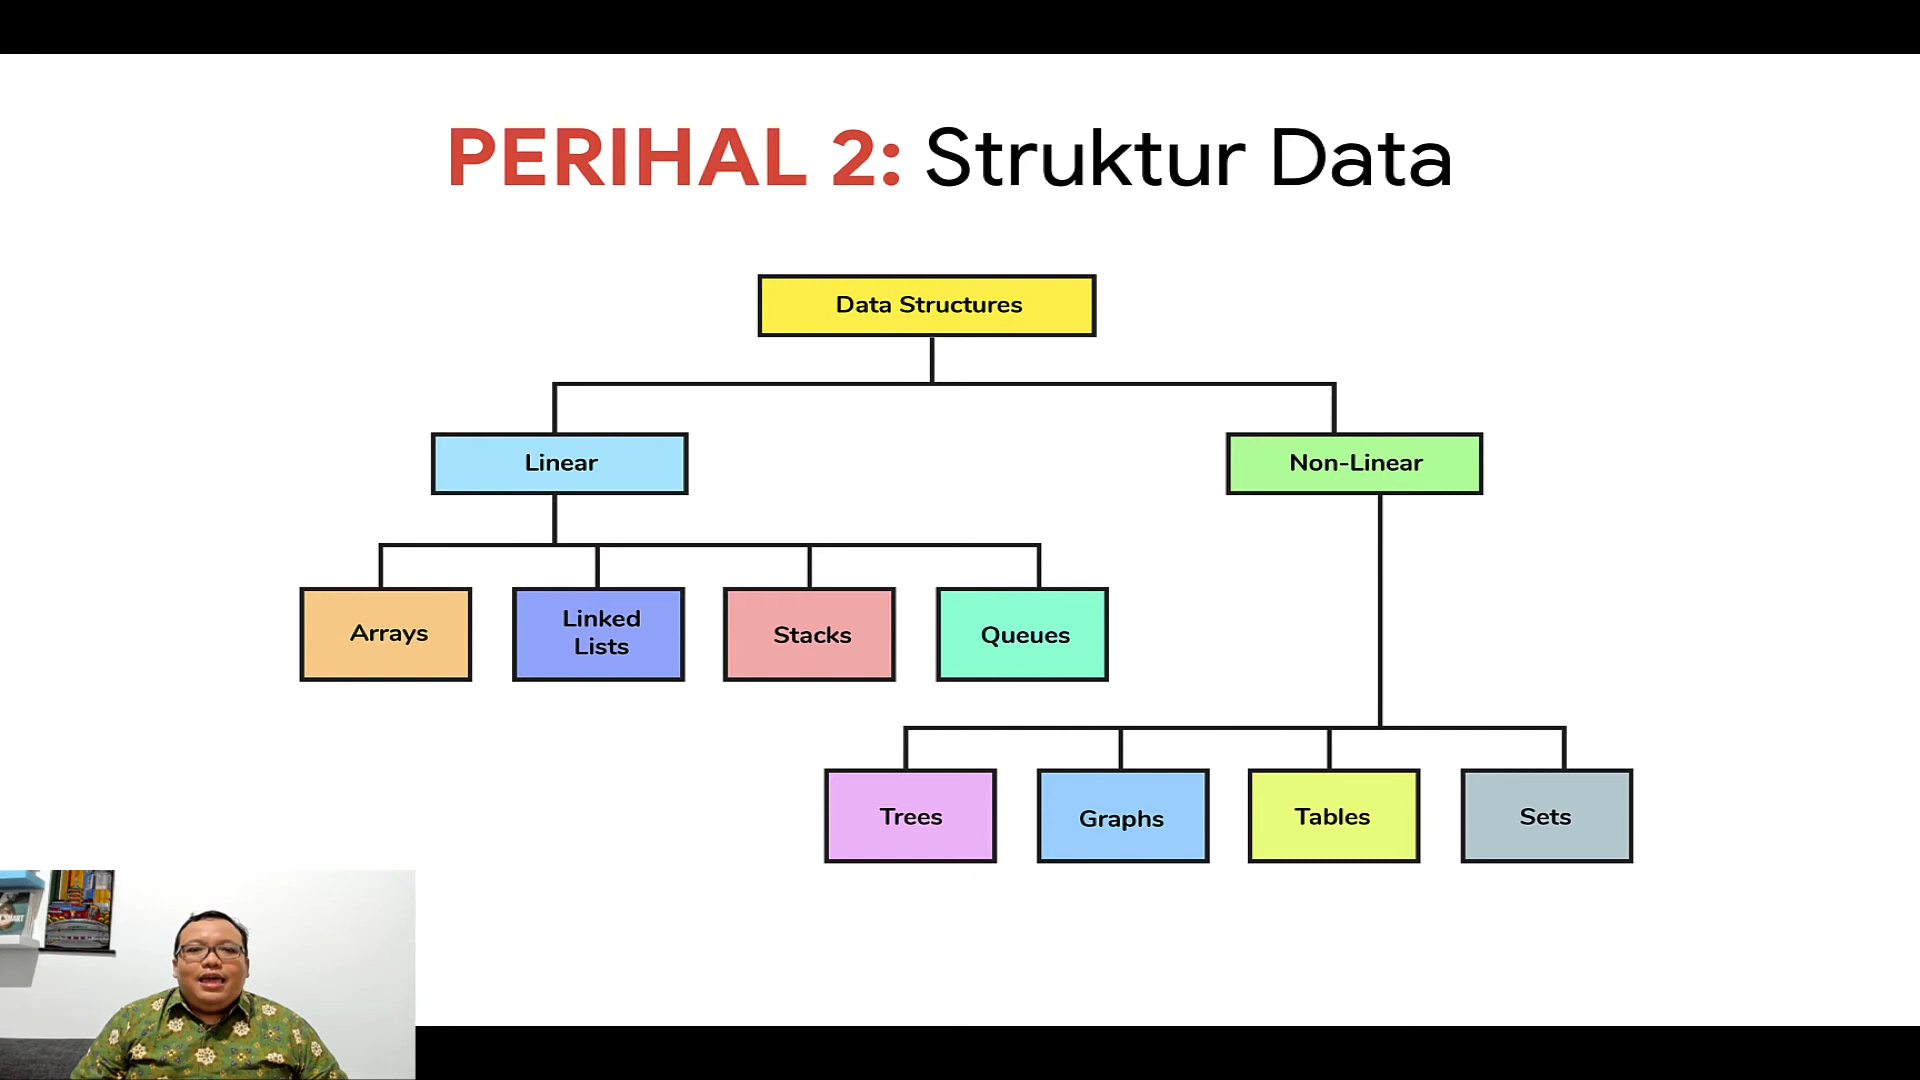 PERIHAL 2: Struktur Data
Data Structures
Linear
Non-Linear
Arrays
Linked
Lists
Stacks
Queues
Trees
Graphs
Tables
Sets